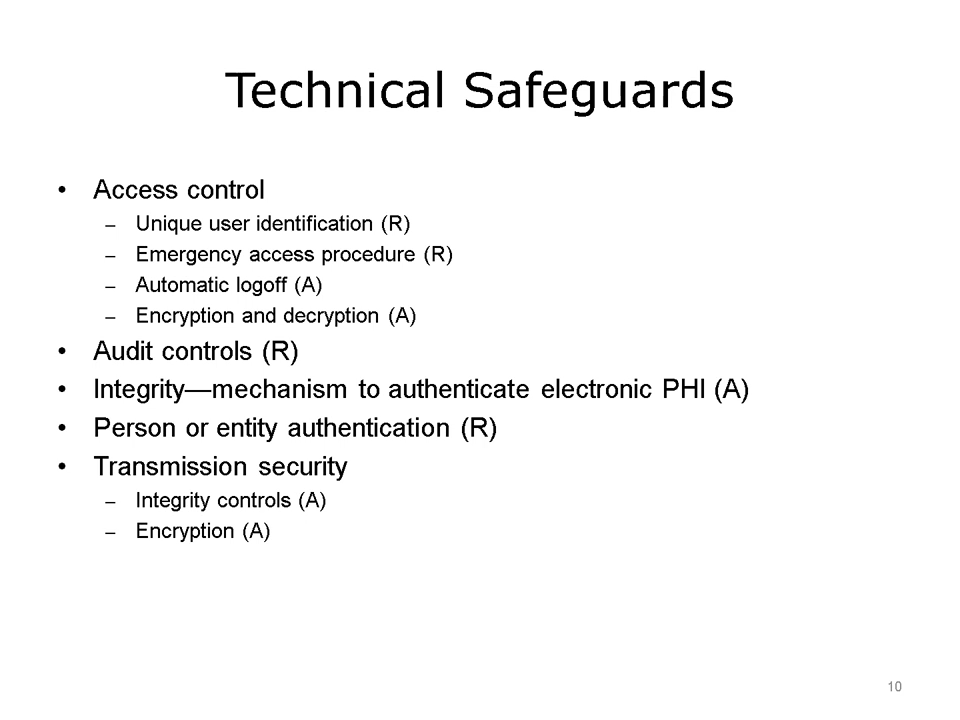 Technical Safeguards
• Access control
– Unique user identification (R)
– Emergency access procedure (R)
– Automatic logoff (A)
– Encryption and decryption (A)
• Audit controls (R)
• Integrity—mechanism to authenticate electronic PHI (A)
• Person or entity authentication (R)
• Transmission security
– Integrity controls (A)
– Encryption (A)
10